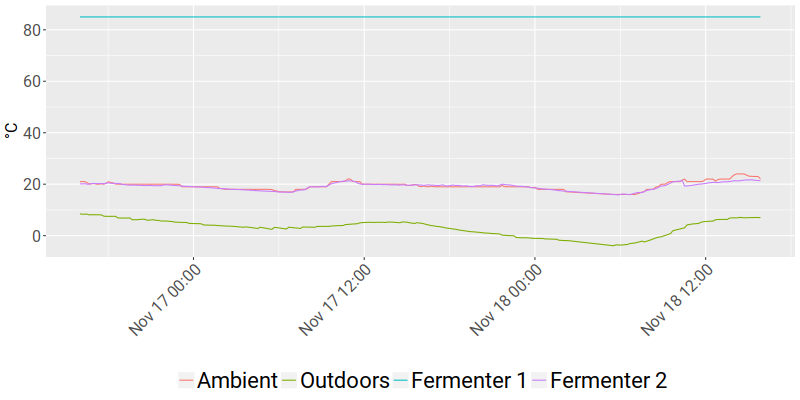 80
60
40
20
0
°C
Nov 17 00:00
Nov 17 12:00
Nov 18 00:00
Nov 18 12:00
Ambient Outdoors Fermenter 1 Fermenter 2